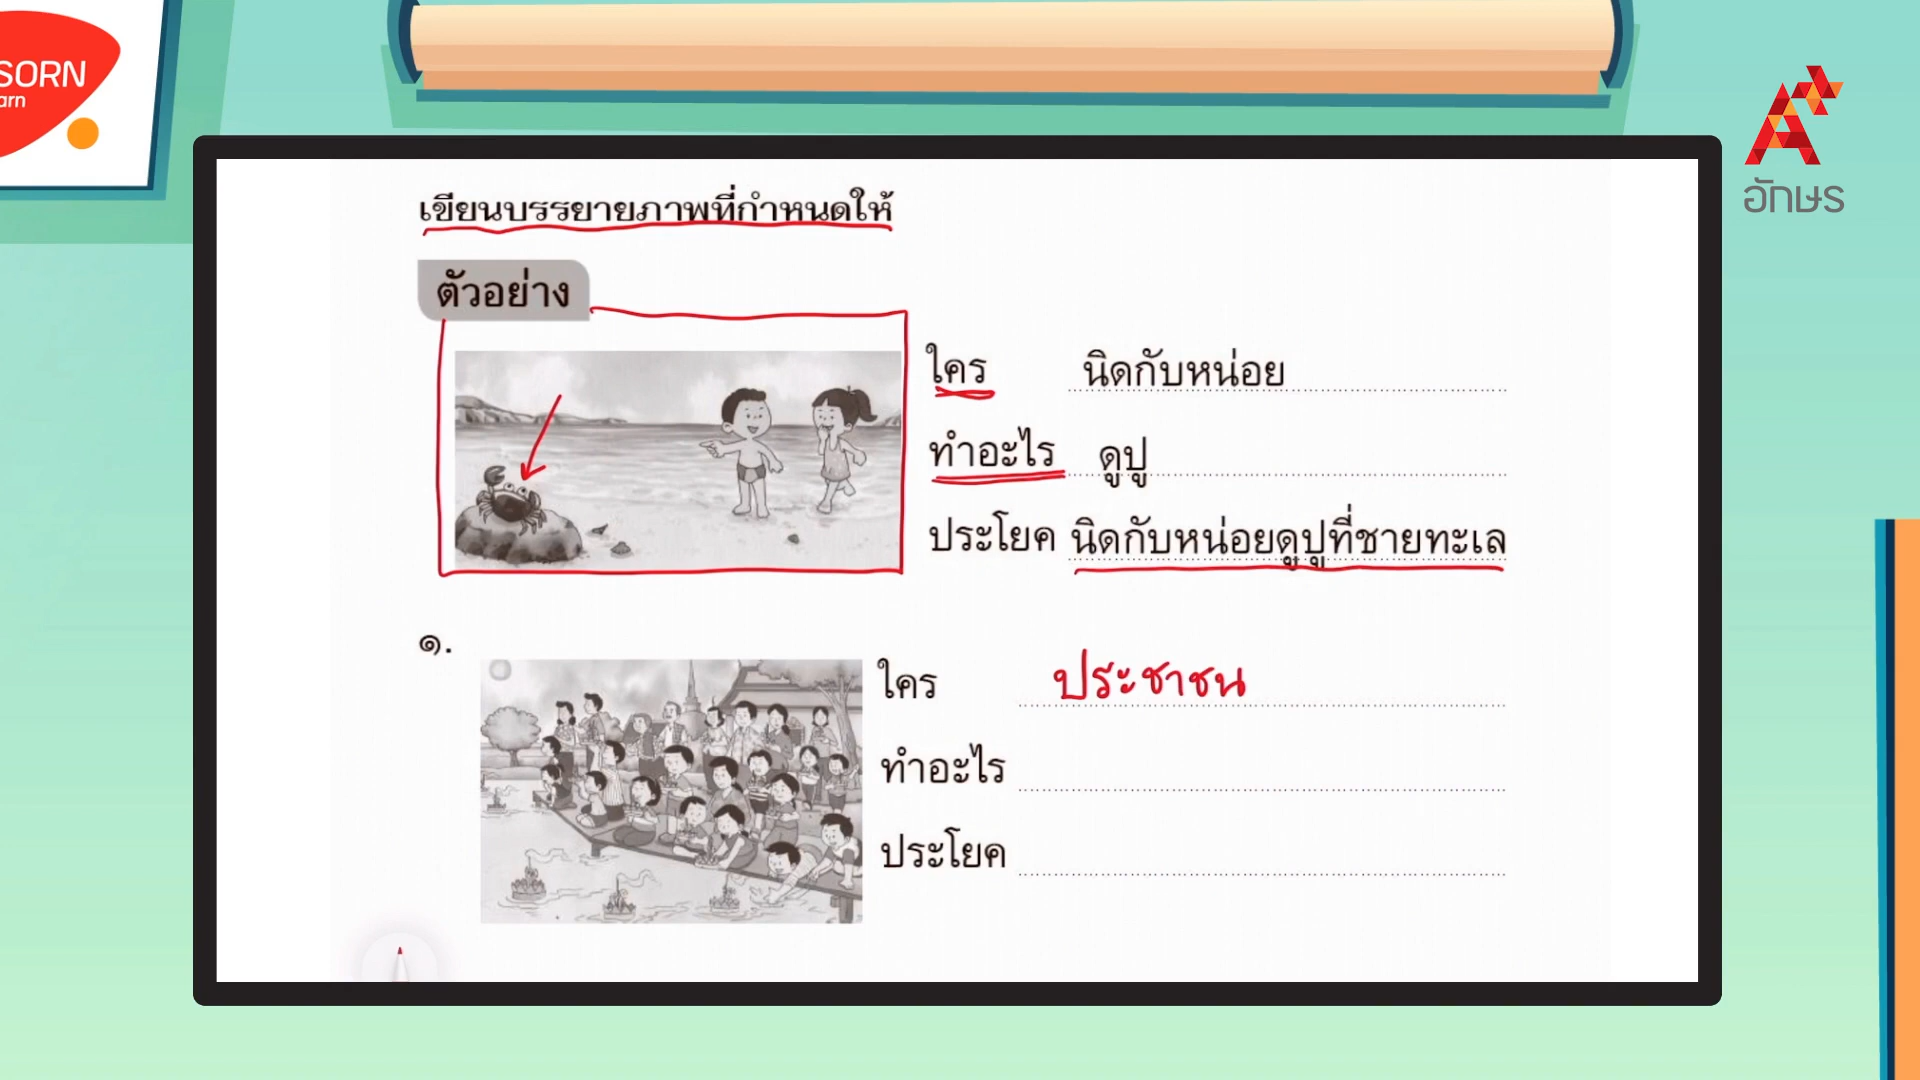 SORN
arn
อักษร
เขียนบรรยายภาพที่กำหนดให้
ตัวอย่าง
ใคร นิดกับหน่อย
ทำอะไร ดูปู
ประโยค นิดกับหน่อยดูปูที่ชายทะเล
๑.
ใคร ประชาชน
ทำอะไร
ประโยค